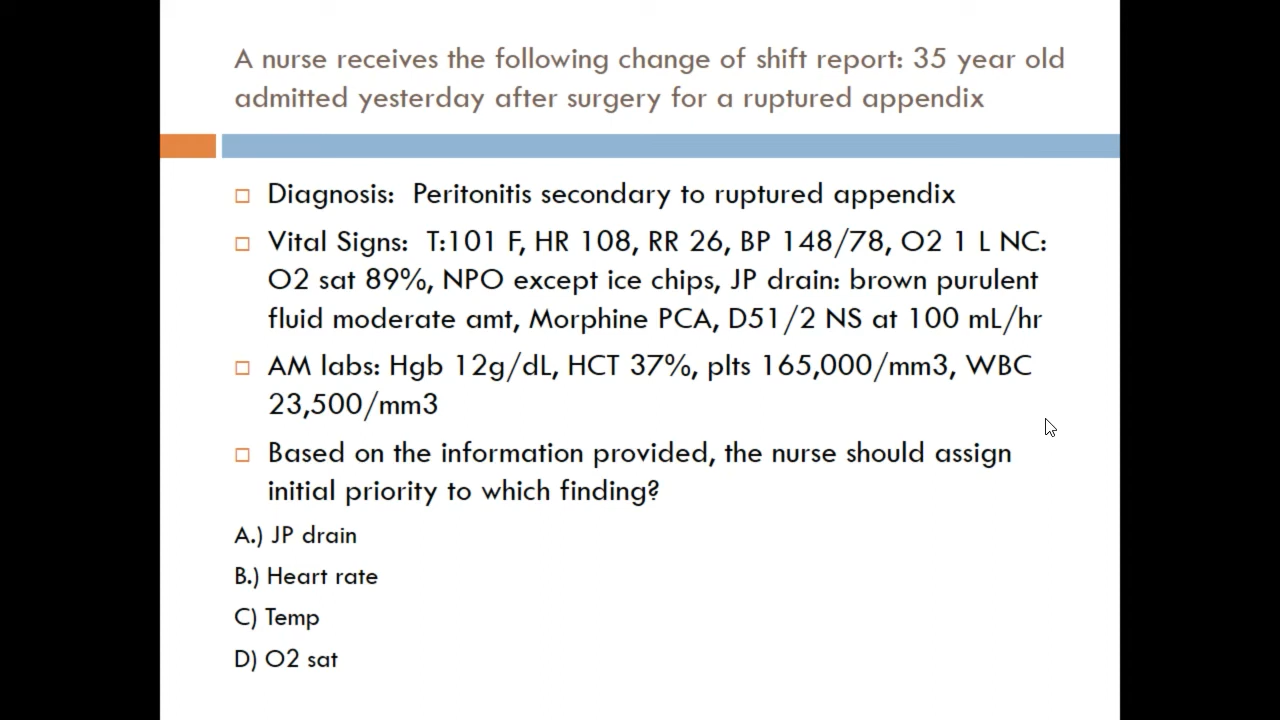 A nurse receives the following change of shift report: 35 year old
admitted yesterday after surgery for a ruptured appendix
Diagnosis: Peritonitis secondary to ruptured appendix
Vital Signs: T:101 F, HR 108, RR 26, BP 148/78, O2 1 L NC:
O2 sat 89%, NPO except ice chips, JP drain: brown purulent
fluid moderate amt, Morphine PCA, D51/2 NS at 100 mL/hr
AM labs: Hgb 12g/dL, HCT 37%, plts 165,000/mm3, WBC
23,500/mm3
Based on the information provided, the nurse should assign
initial priority to which finding?
A.) JP drain
B.) Heart rate
C) Temp
D) O2 sat